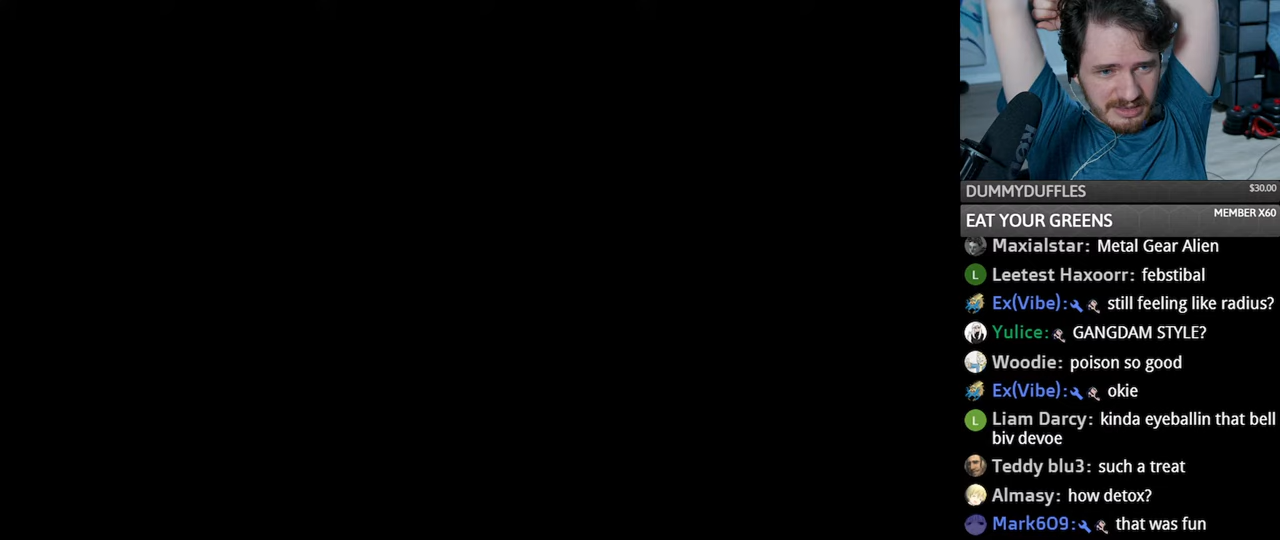 DUMMYDUFFLES $30.00
EAT YOUR GREENS MEMBER X60
Maxialstar: Metal Gear Alien
L Leetest Haxoorr: febstibal
Ex(Vibe): still feeling like radius?
Yulice: GANGDAM STYLE?
Woodie: poison so good
Ex(Vibe): okie
L Liam Darcy: kinda eyeballin that bell
biv devoe
Teddy blu3: such a treat
Almasy: how detox?
Mark609: that was fun